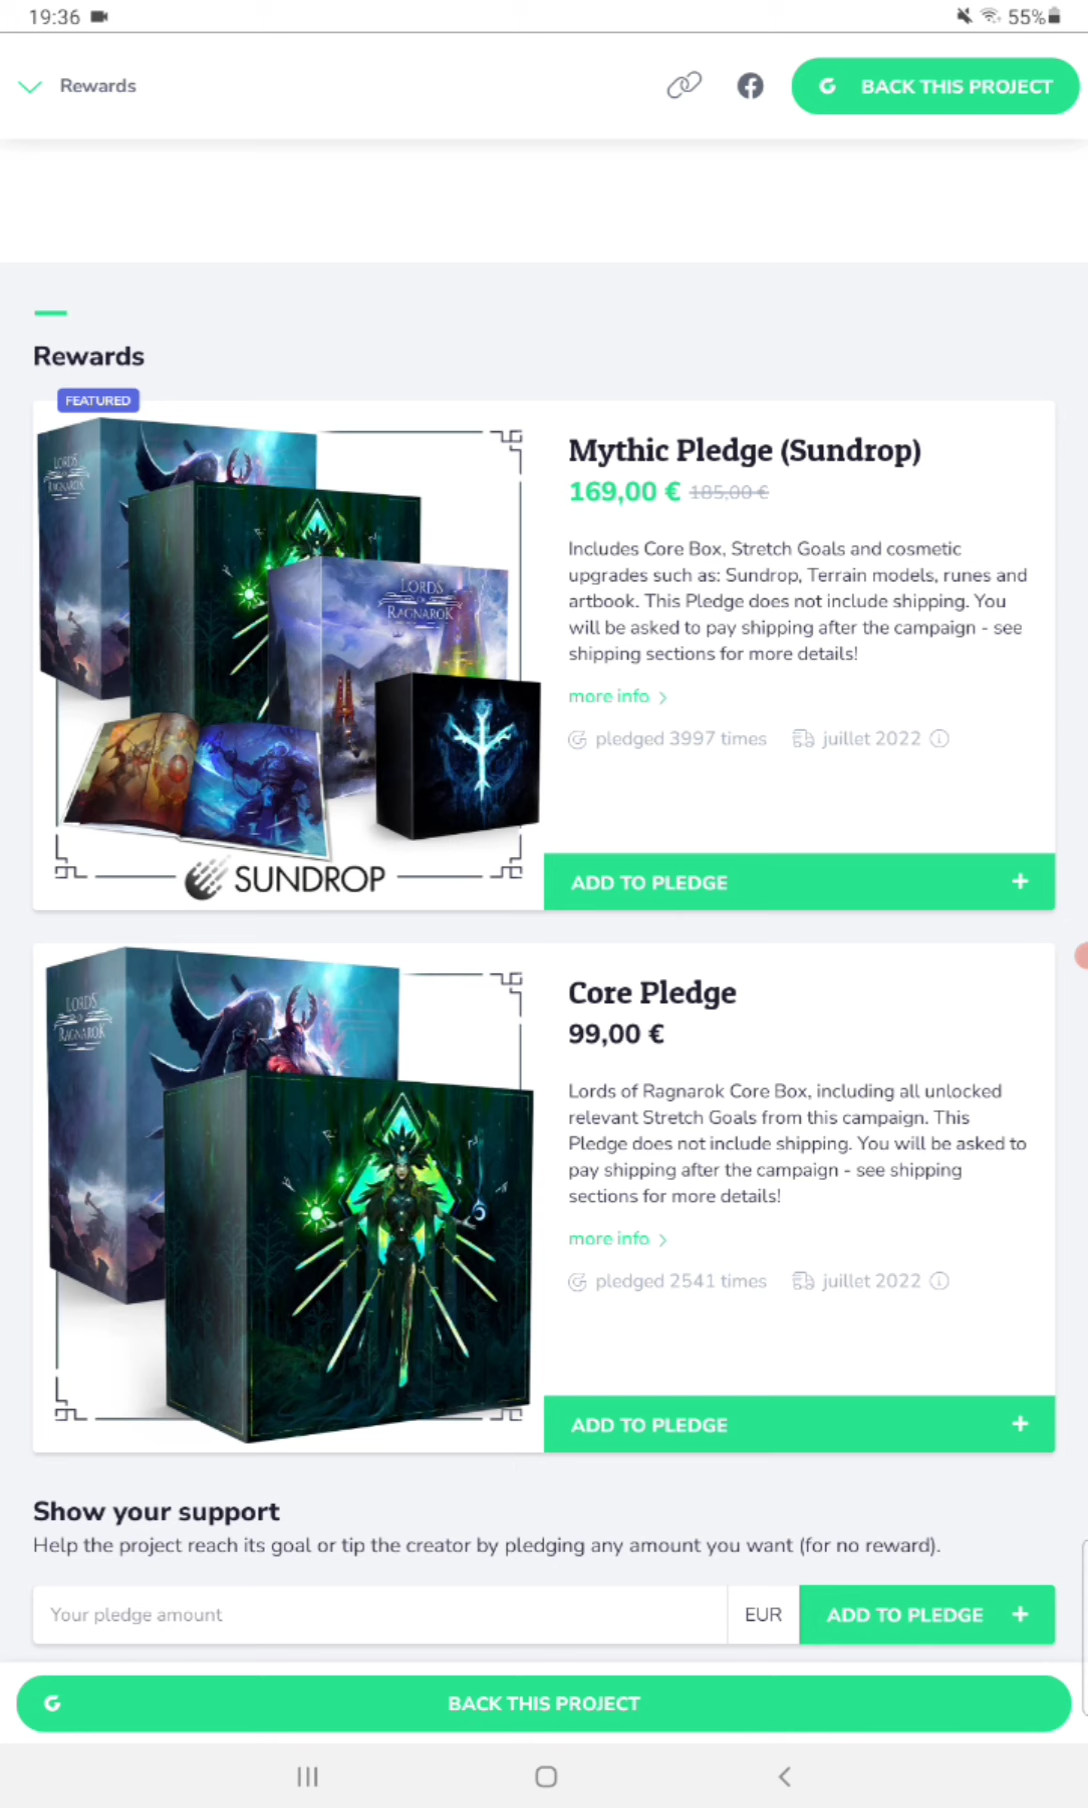 19:36
55%
Rewards
BACK THIS PROJECT
Rewards
FEATURED
LORDS
OF
RAGNAROK
LORDS
OF
RAGNAROK
SUNDROP
Mythic Pledge (Sundrop)
169,00 € 185,00 €
Includes Core Box, Stretch Goals and cosmetic
upgrades such as: Sundrop, Terrain models, runes and
artbook. This Pledge does not include shipping. You
will be asked to pay shipping after the campaign - see
shipping sections for more details!
more info
pledged 3997 times juillet 2022
ADD TO PLEDGE +
LORDS
OF
RAGNAROK
Core Pledge
99,00 €
Lords of Ragnarok Core Box, including all unlocked
relevant Stretch Goals from this campaign. This
Pledge does not include shipping. You will be asked to
pay shipping after the campaign - see shipping
sections for more details!
more info
pledged 2541 times juillet 2022
ADD TO PLEDGE +
Show your support
Help the project reach its goal or tip the creator by pledging any amount you want (for no reward).
Your pledge amount EUR ADD TO PLEDGE +
BACK THIS PROJECT